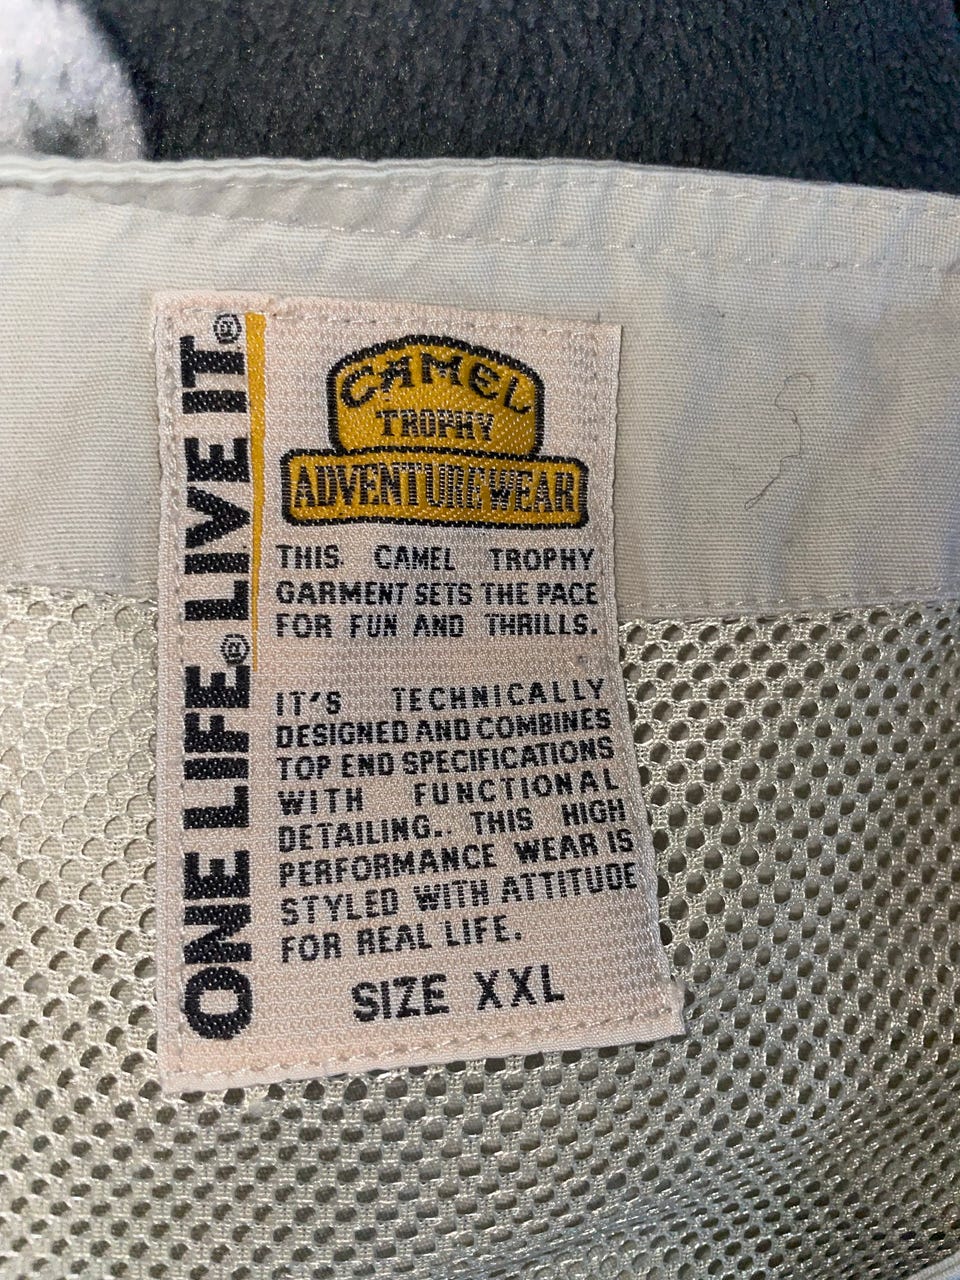 ONE LIFE® LIVE IT®
CAMEL
TROPHY
ADVENTURE WEAR
THIS CAMEL TROPHY
GARMENT SETS THE PACE
FOR FUN AND THRILLS.
IT'S TECHNICALLY
DESIGNED AND COMBINES
TOP END SPECIFICATIONS
WITH FUNCTIONAL
DETAILING.. THIS HIGH
PERFORMANCE WEAR IS
STYLED WITH ATTITUDE
FOR REAL LIFE.
SIZE XXL